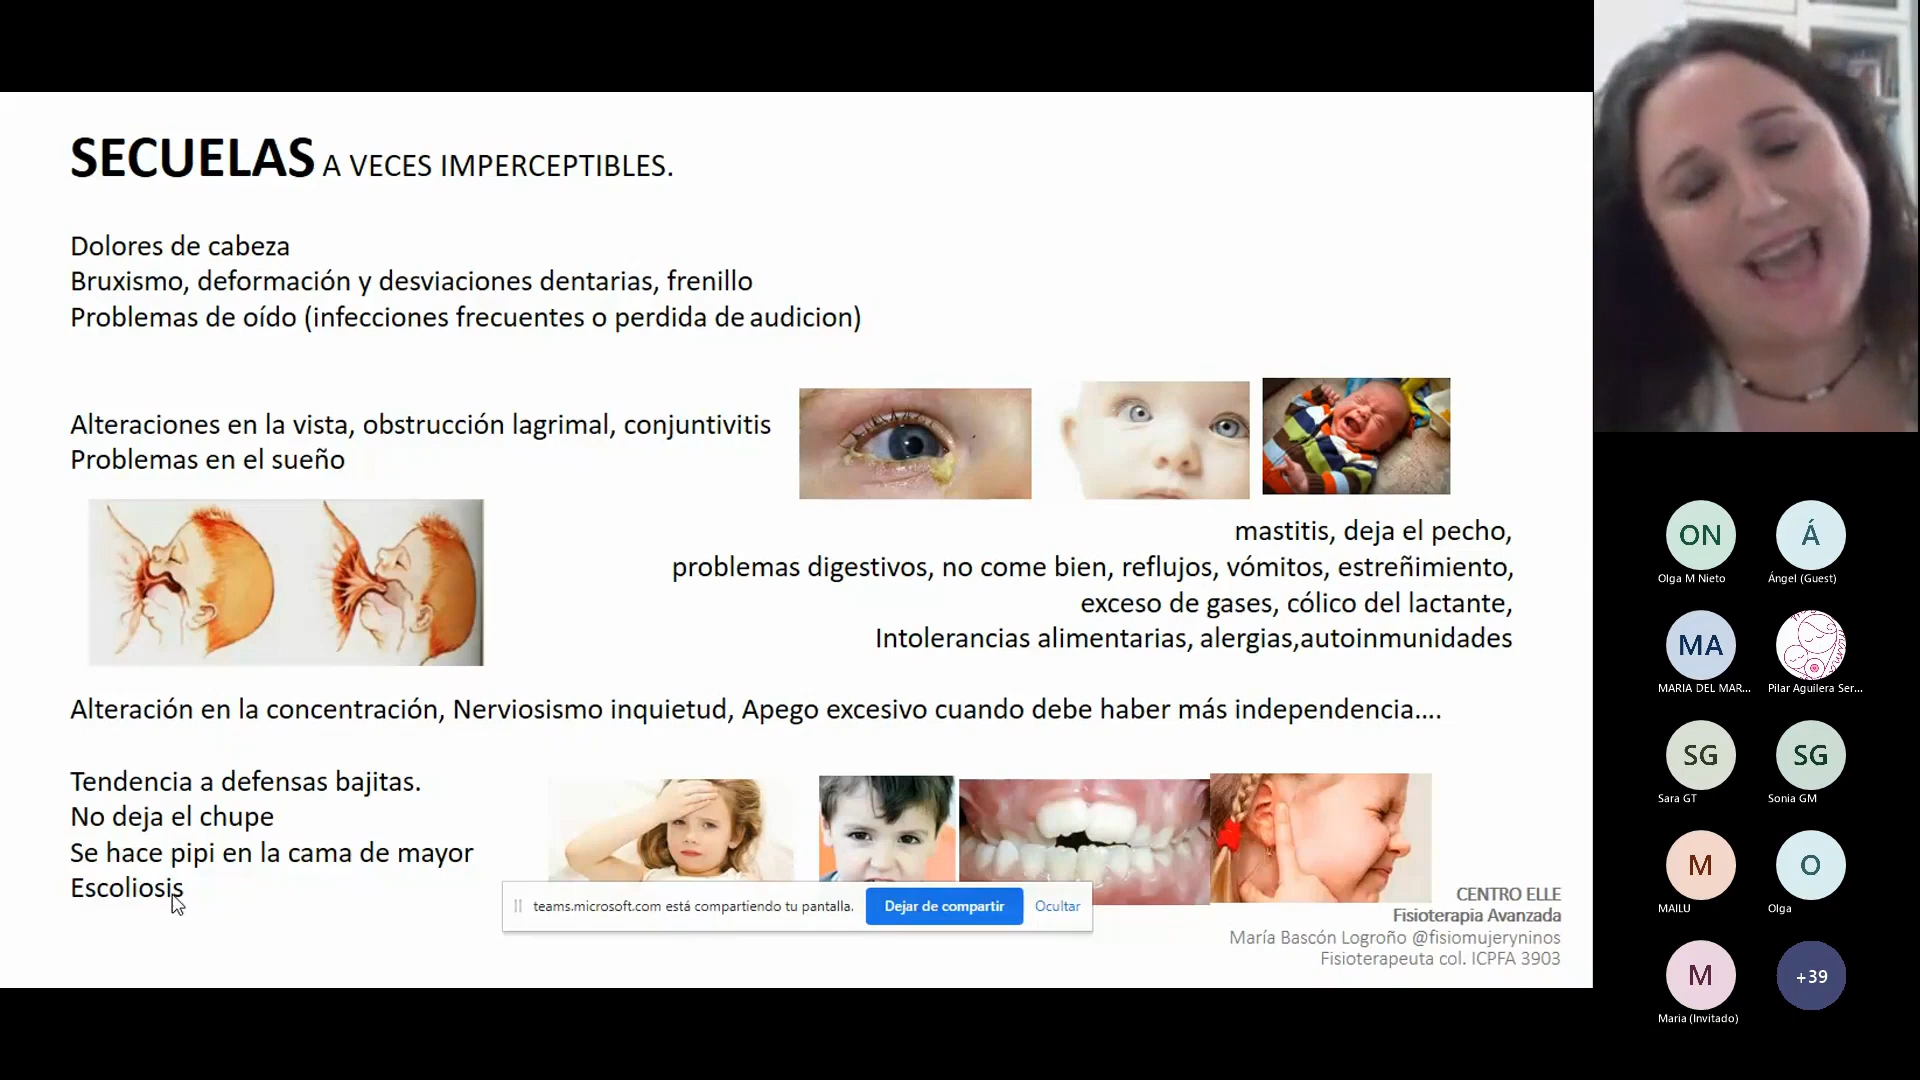 SECUELAS A VECES IMPERCEPTIBLES.
Dolores de cabeza
Bruxismo, deformación y desviaciones dentarias, frenillo
Problemas de oído (infecciones frecuentes o perdida de audicion)
Alteraciones en la vista, obstrucción lagrimal, conjuntivitis
Problemas en el sueño
mastitis, deja el pecho,
problemas digestivos, no come bien, reflujos, vómitos, estreñimiento,
exceso de gases, cólico del lactante,
Intolerancias alimentarias, alergias,autoinmunidades
Alteración en la concentración, Nerviosismo inquietud, Apego excesivo cuando debe haber más independencia....
Tendencia a defensas bajitas.
No deja el chupe
Se hace pipi en la cama de mayor
Escoliosis
teams.microsoft.com está compartiendo tu pantalla.
Dejar de compartir
Ocultar
CENTRO ELLE
Fisioterapia Avanzada
María Bascón Logroño @fisiomujeryninos
Fisioterapeuta col. ICPFA 3903
ON
Á
Olga M Nieto
Ángel (Guest)
MA
MARIA DEL MAR...
Pilar Aguilera Ser...
SG
SG
Sara GT
Sonia GM
M
O
MAILU
Olga
M
+39
Maria (Invitado)